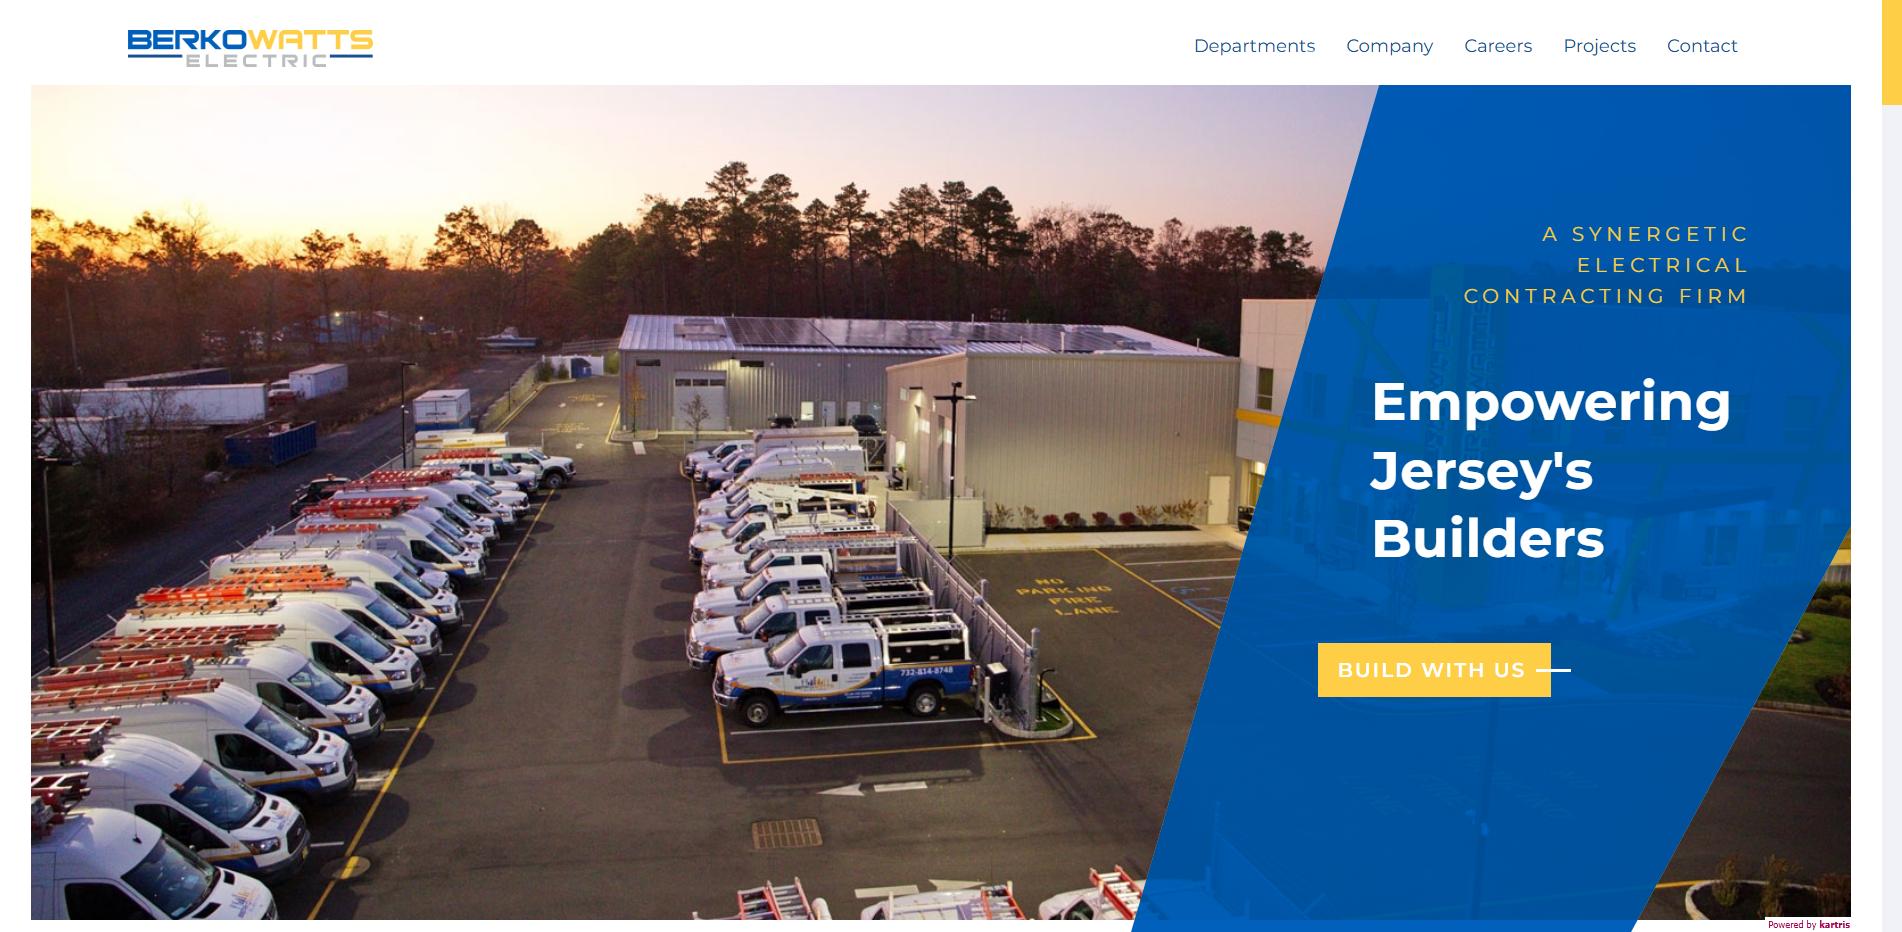 BERKOWATTS
ELECTRIC
Departments Company Careers Projects Contact
A SYNERGETIC
ELECTRICAL
CONTRACTING FIRM
Empowering
Jersey's
Builders
BUILD WITH US
NO
PARKING
FIRE
LANE
732-814-8748
Powered by kartris